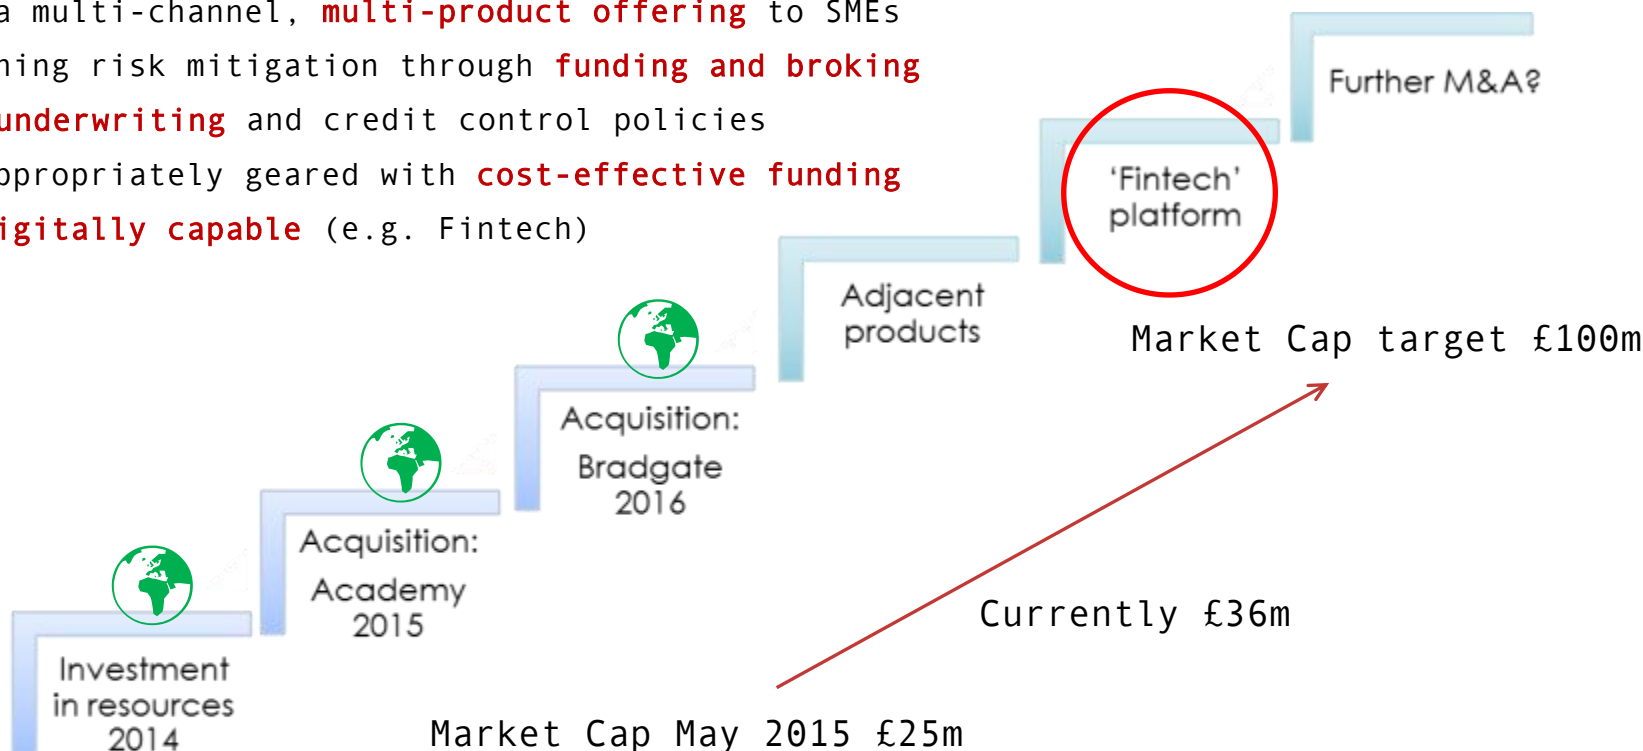 a multi-channel, multi-product offering to SMEs
ning risk mitigation through funding and broking
underwriting and credit control policies
ppropriately geared with cost-effective funding
igitally capable (e.g. Fintech)
Further M&A?
'Fintech'
platform
Adjacent
products
Market Cap target £100m
Acquisition:
Bradgate
2016
Acquisition:
Academy
2015
Currently £36m
Investment
in resources
2014
Market Cap May 2015 £25m